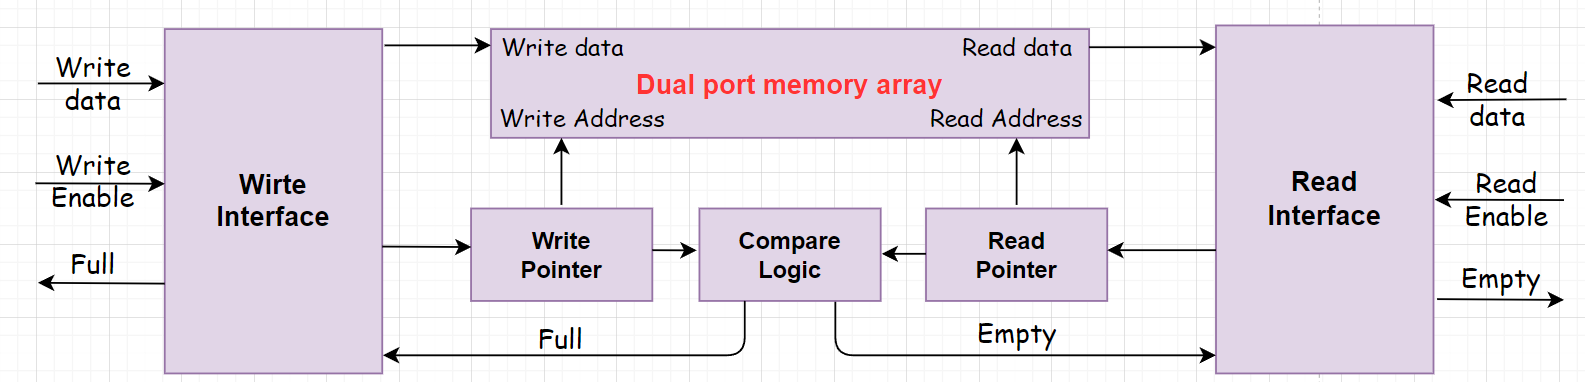 Write
data
Write
Enable
Full
Wirte
Interface
Write data
Read data
Dual port memory array
Write Address
Read Address
Write
Pointer
Compare
Logic
Read
Pointer
Full
Empty
Read
Interface
Read
data
Read
Enable
Empty